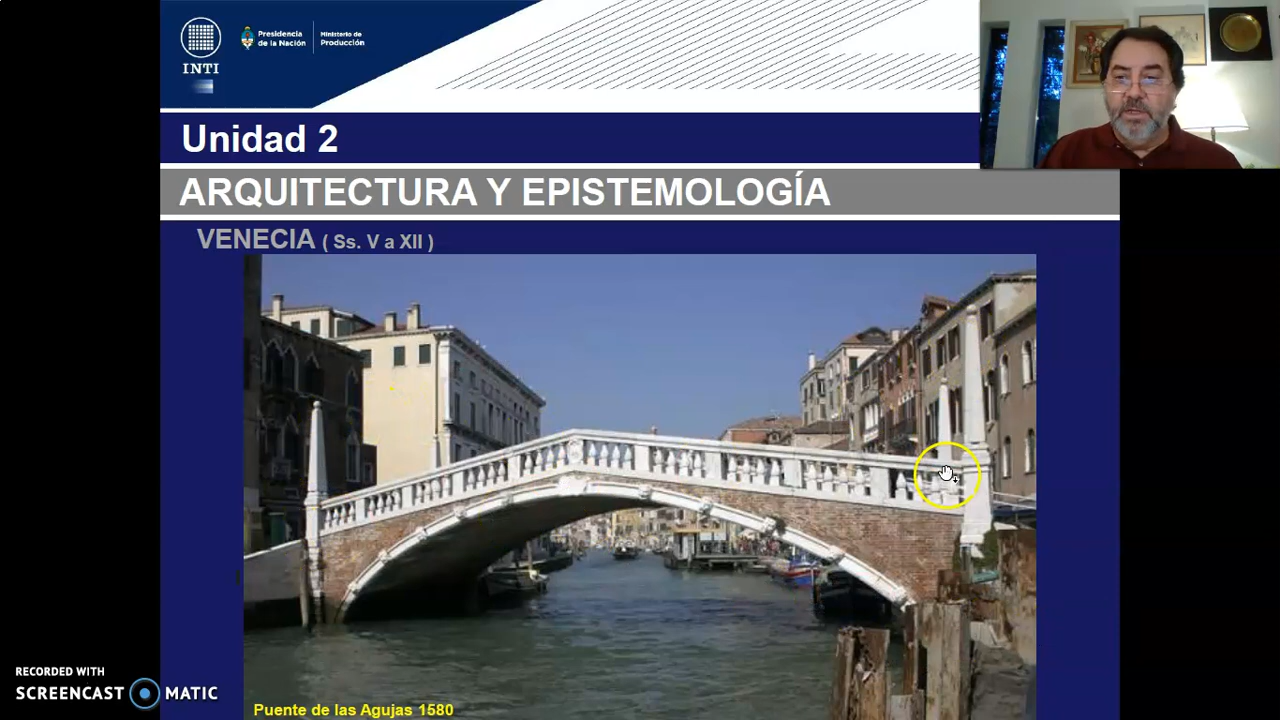 INTI
Presidencia
de la Nación
Ministerio de
Producción
Unidad 2
ARQUITECTURA Y EPISTEMOLOGÍA
VENECIA ( Ss. V a XII )
Puente de las Agujas 1580
RECORDED WITH
SCREENCAST MATIC